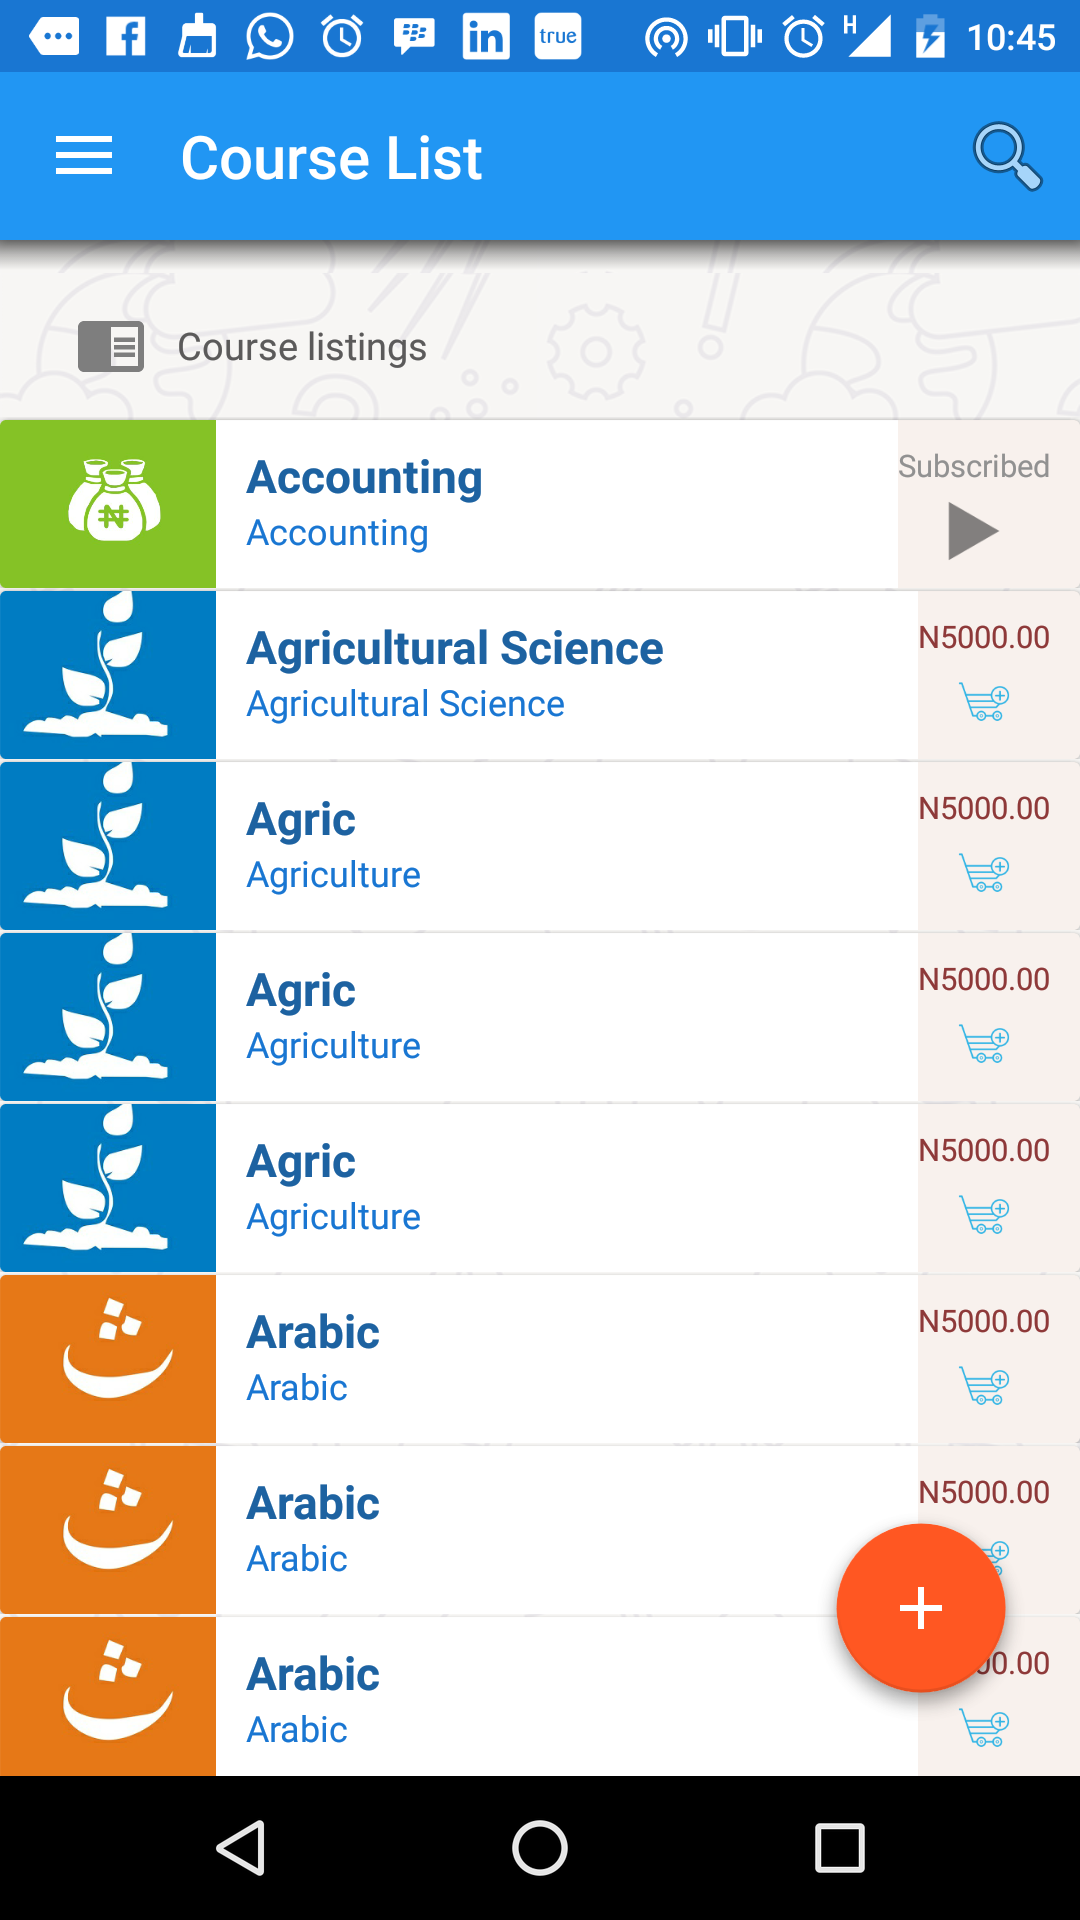 true H 10:45
Course List
Course listings
Accounting
Accounting
Subscribed
Agricultural Science
Agricultural Science
N5000.00
Agric
Agriculture
N5000.00
Agric
Agriculture
N5000.00
Agric
Agriculture
N5000.00
ث
Arabic
Arabic
N5000.00
ث
Arabic
Arabic
N5000.00
ث
Arabic
Arabic
00.00